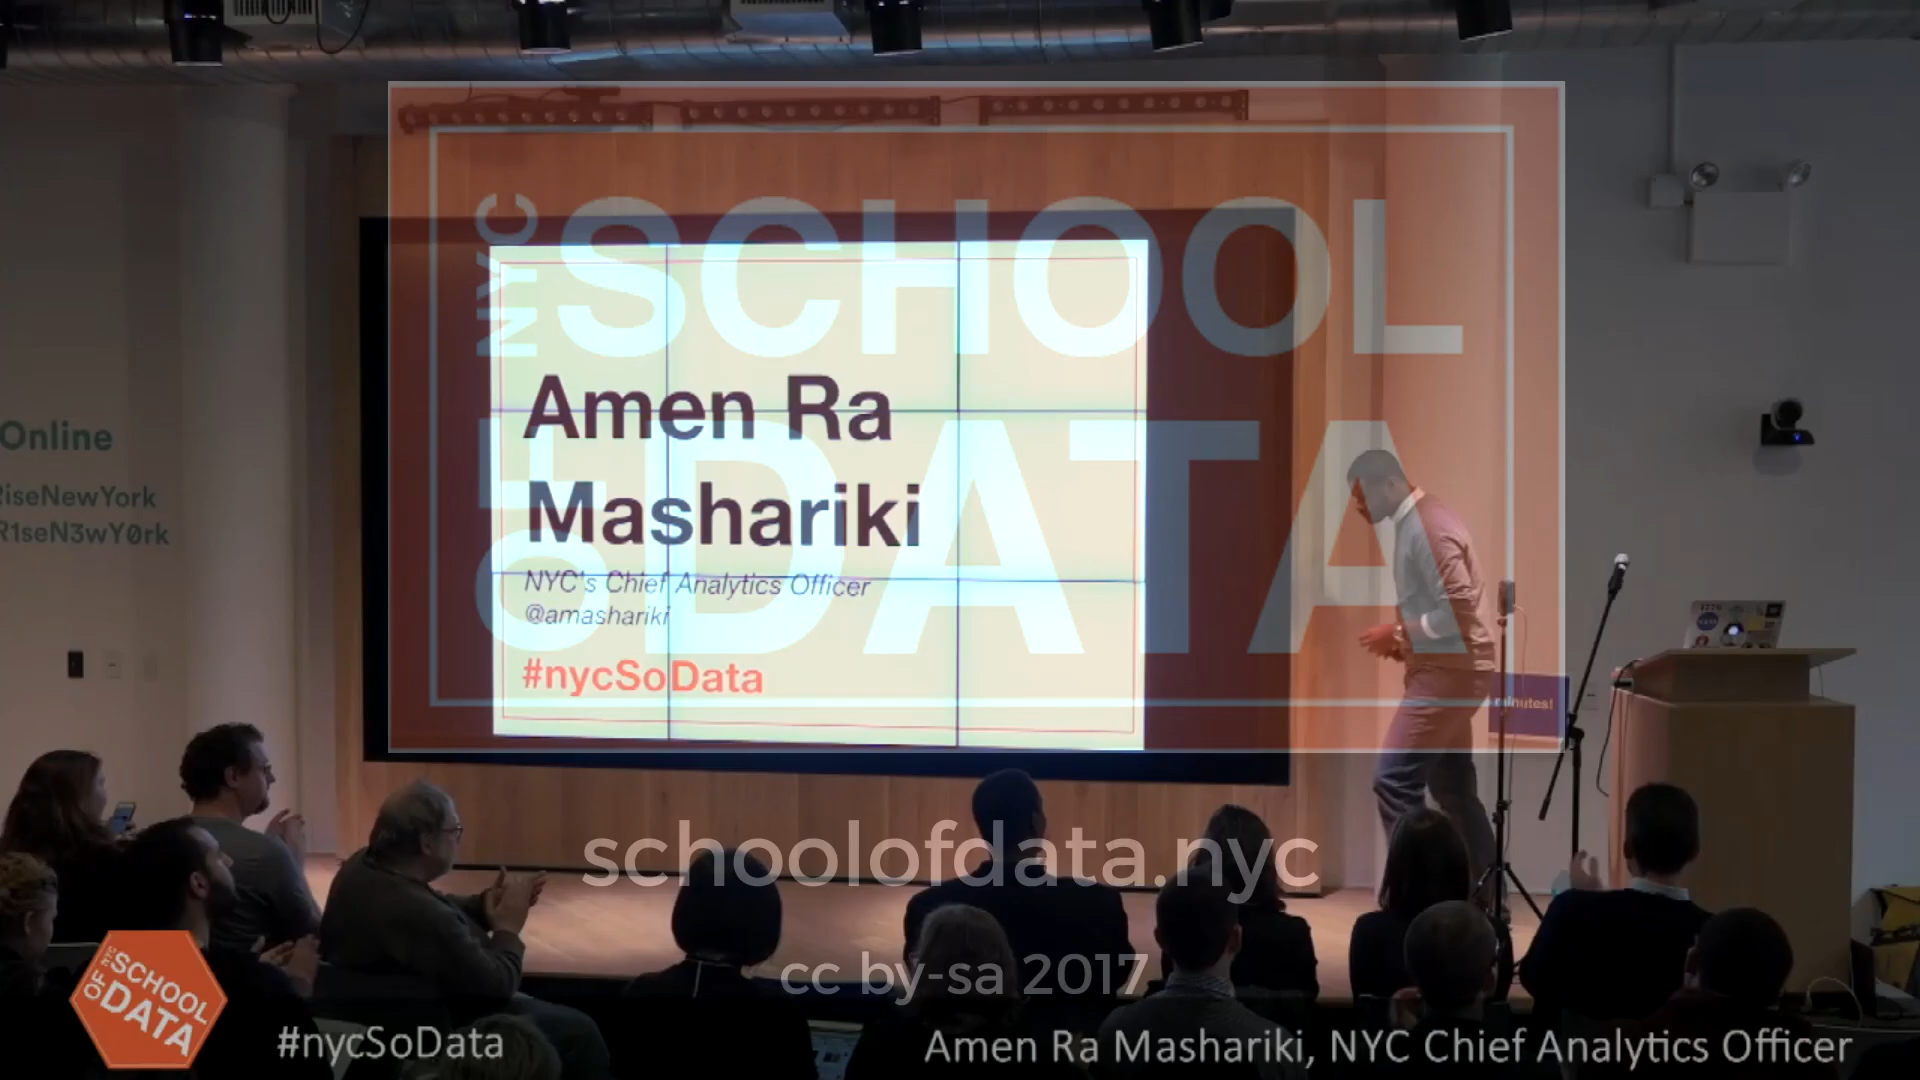 NYC SCHOOL
OF DATA
Amen Ra
Mashariki
NYC's Chief Analytics Officer
@amashariki
#nycSoData
Online
RiseNewYork
R1seN3wY0rk
minutes!
schoolofdata.nyc
cc by-sa 2017
NYC SCHOOL
OF DATA
#nycSoData
Amen Ra Mashariki, NYC Chief Analytics Officer